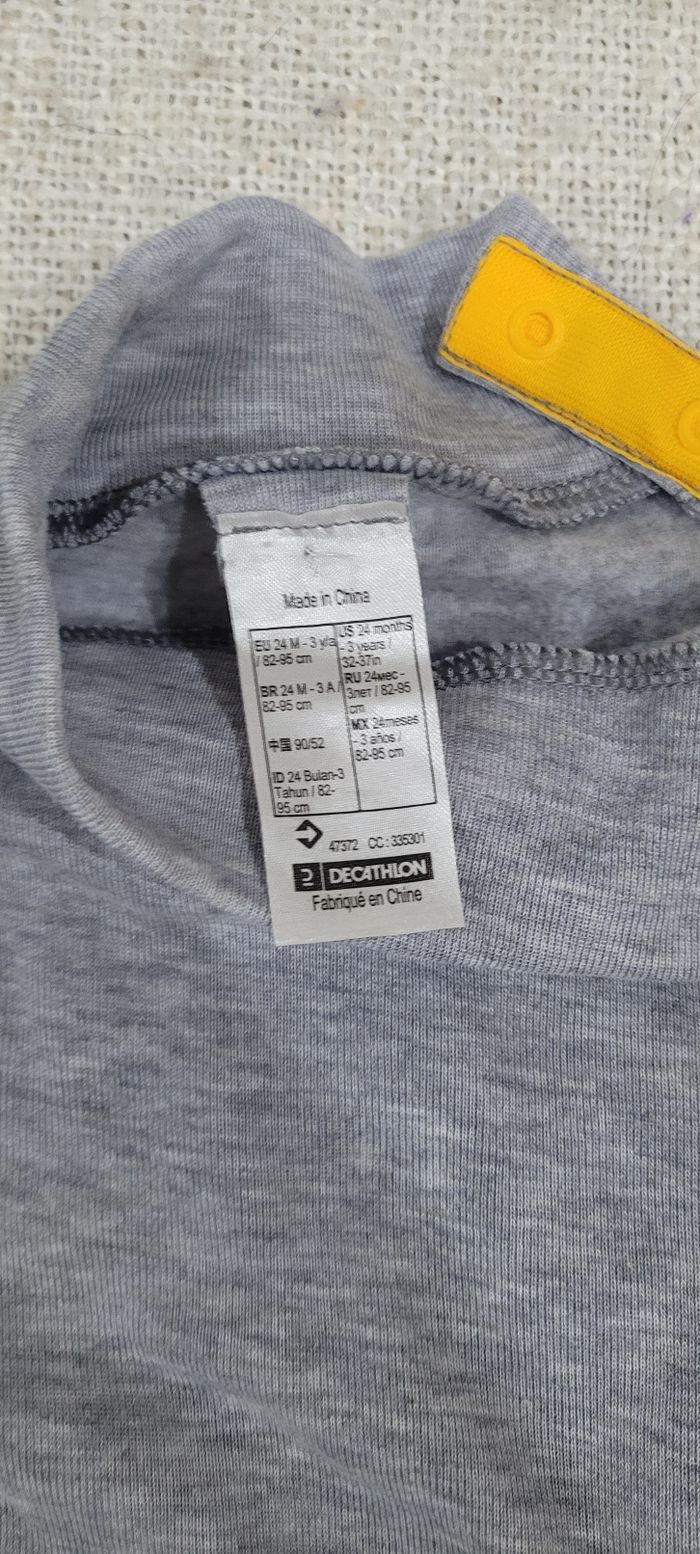 Made in China
EU 24 M - 3 y/a
/ 82-95 cm
BR 24 M - 3 A /
82-95 cm
中国 90/52
ID 24 Bulan-3
Tahun / 82-
95 cm
US 24 months
- 3 years /
32-37in
RU 24мес -
3лет / 82-95
cm
MX 24meses
- 3 años /
82-95 cm
47372 CC : 335301
DECATHLON
Fabriqué en Chine